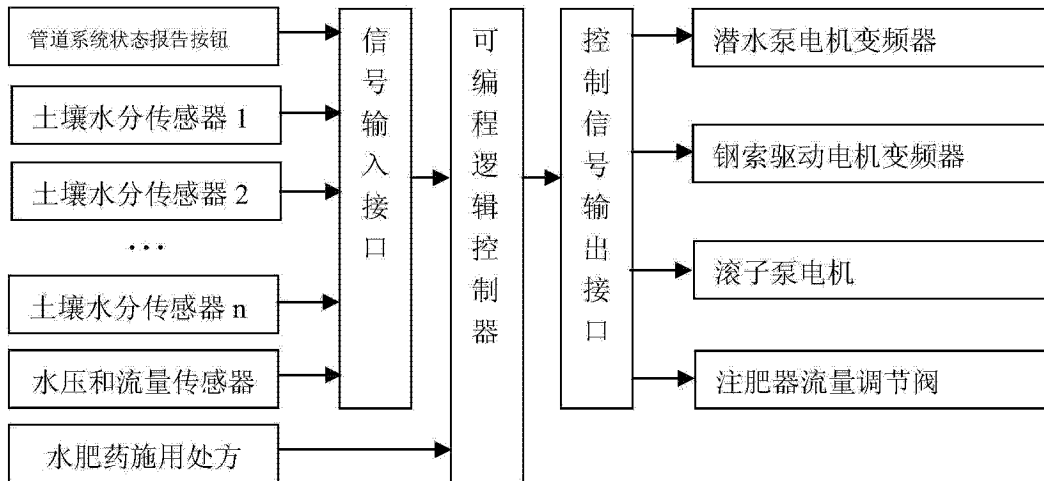 管道系统状态报告按钮
土壤水分传感器 1
土壤水分传感器 2
···
土壤水分传感器 n
水压和流量传感器
水肥药施用处方
信号输入接口
可编程逻辑控制器
控制信号输出接口
潜水泵电机变频器
钢索驱动电机变频器
滚子泵电机
注肥器流量调节阀